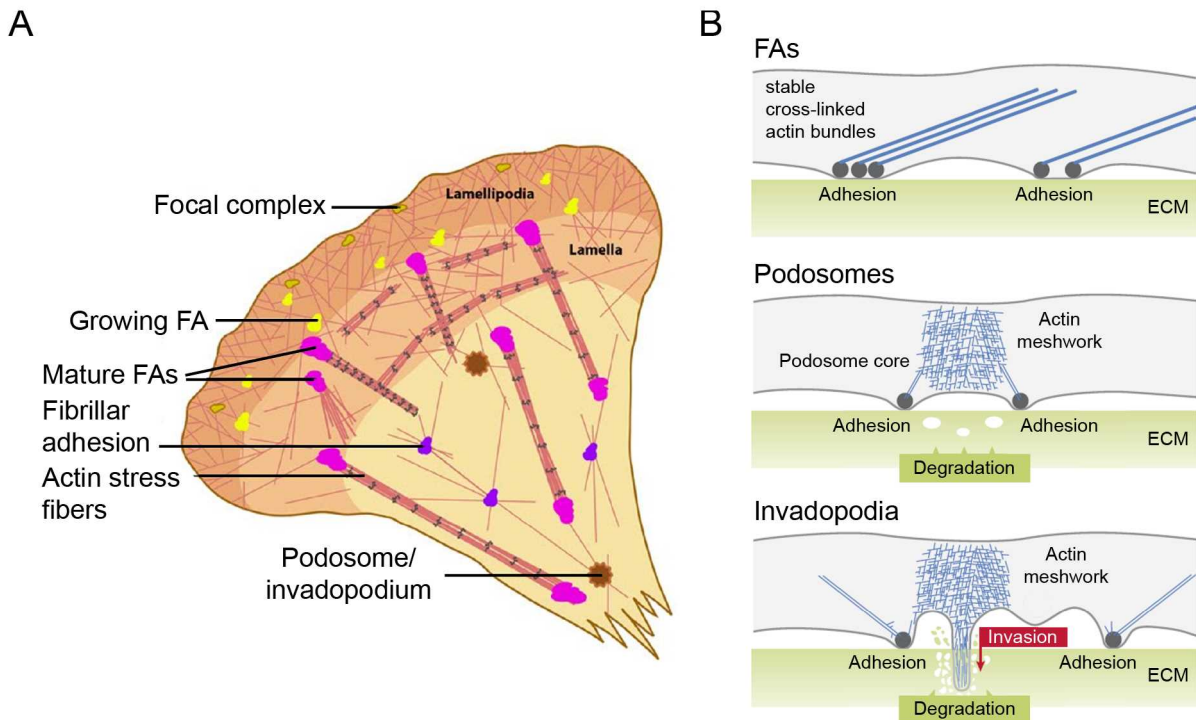 A
Focal complex
Lamellipodia
Lamella
Growing FA
Mature FAs
Fibrillar
adhesion
Actin stress
fibers
Podosome/
invadopodium
B
FAs
stable
cross-linked
actin bundles
Adhesion
Adhesion
ECM
Podosomes
Actin
meshwork
Podosome core
Adhesion
Adhesion
ECM
Degradation
Invadopodia
Actin
meshwork
Invasion
Adhesion
Adhesion
ECM
Degradation